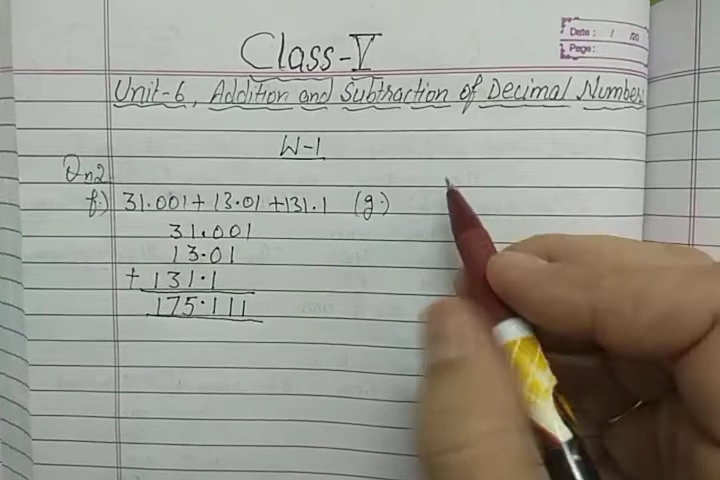 Date : / /20
Page :
Class-V
Unit-6, Addition and Subtraction of Decimal Number
W-1
Qn2.
f.) 31.001 + 13.01 + 131.1 (g.)
31.001
13.01
+ 131.1
175.111